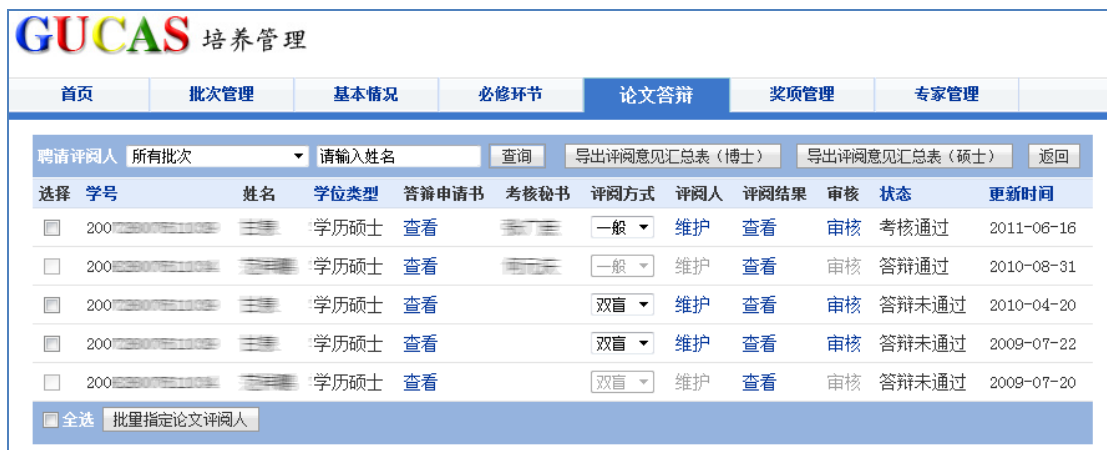 GUCAS 培养管理
首页 批次管理 基本情况 必修环节 论文答辩 奖项管理 专家管理
聘请评阅人 所有批次 请输入姓名 查询 导出评阅意见汇总表（博士） 导出评阅意见汇总表（硕士） 返回
选择 学号 姓名 学位类型 答辩申请书 考核秘书 评阅方式 评阅人 评阅结果 审核 状态 更新时间
200 学历硕士 查看 一般 维护 查看 审核 考核通过 2011-06-16
200 学历硕士 查看 一般 维护 查看 审核 答辩通过 2010-08-31
200 学历硕士 查看 双盲 维护 查看 审核 答辩未通过 2010-04-20
200 学历硕士 查看 双盲 维护 查看 审核 答辩未通过 2009-07-22
200 学历硕士 查看 双盲 维护 查看 审核 答辩未通过 2009-07-20
全选 批量指定论文评阅人